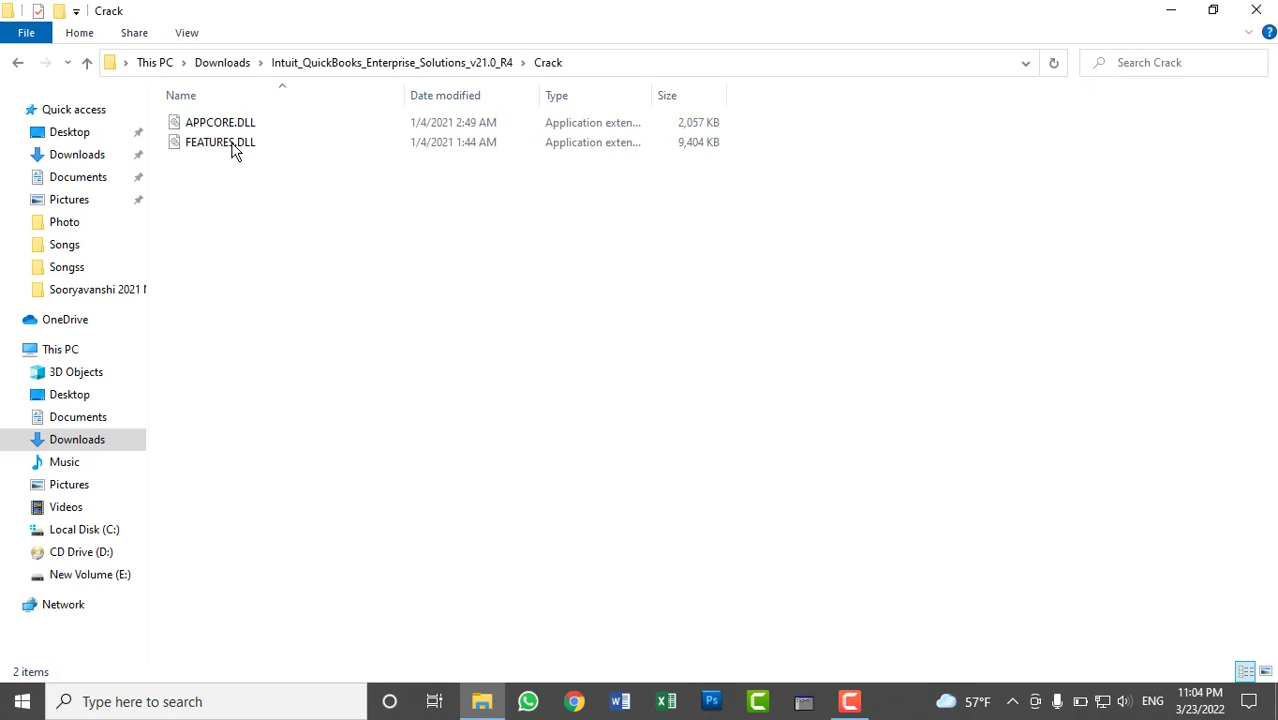 Crack
File
Home
Share
View
This PC
Downloads
Intuit_QuickBooks_Enterprise_Solutions_v21.0_R4
Crack
Search Crack
Name
Date modified
Type
Size
APPCORE.DLL
1/4/2021 2:49 AM
Application exten...
2,057 KB
FEATURES.DLL
1/4/2021 1:44 AM
Application exten...
9,404 KB
Quick access
Desktop
Downloads
Documents
Pictures
Photo
Songs
Songss
Sooryavanshi 2021 M
OneDrive
This PC
3D Objects
Desktop
Documents
Downloads
Music
Pictures
Videos
Local Disk (C:)
CD Drive (D:)
New Volume (E:)
Network
2 items
Type here to search
57°F
ENG
11:04 PM
3/23/2022